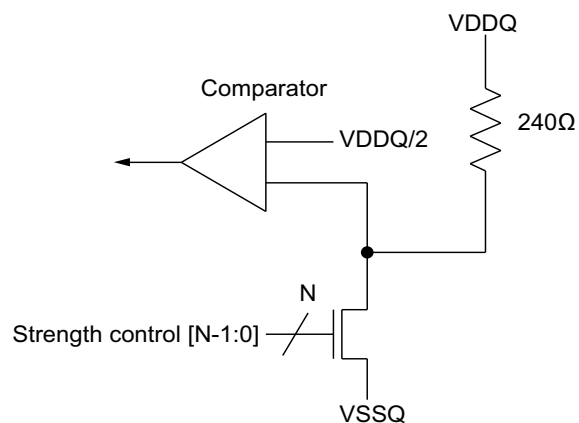 VDDQ
Comparator
240Ω
VDDQ/2
N
Strength control [N-1:0]
VSSQ